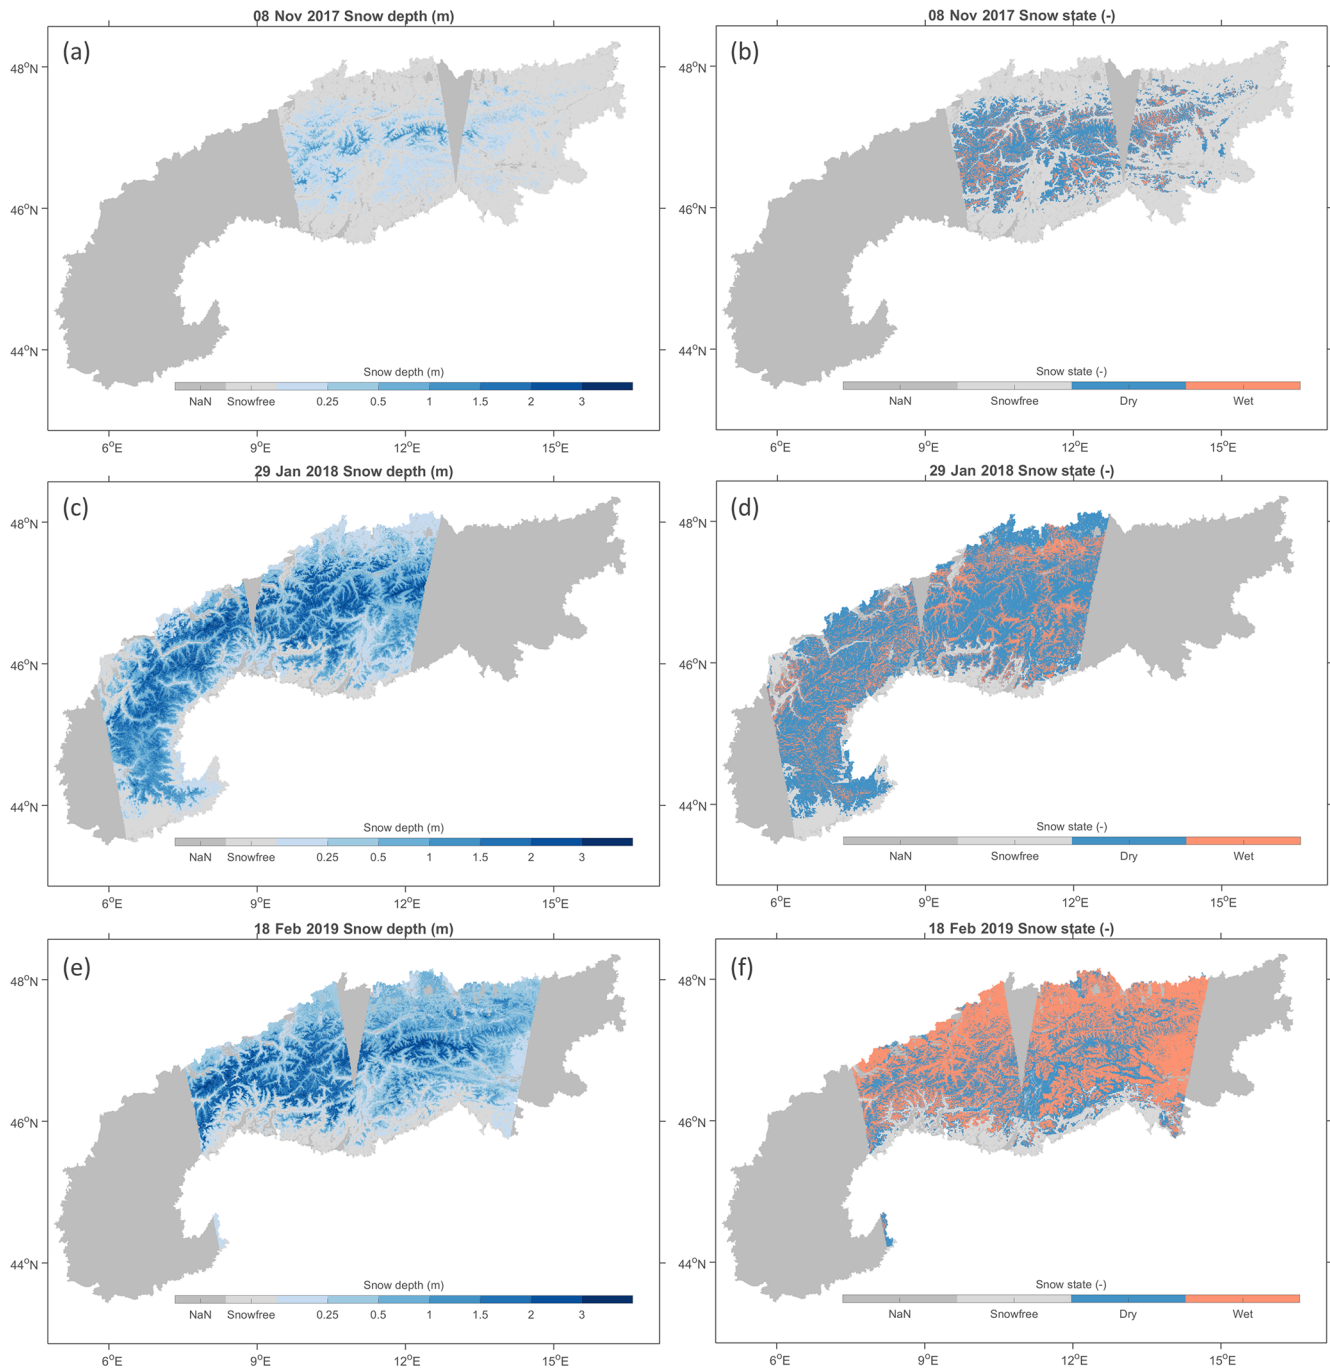 08 Nov 2017 Snow depth (m)
(a)
48°N
46°N
44°N
Snow depth (m)
NaN Snowfree 0.25 0.5 1 1.5 2 3
6°E 9°E 12°E 15°E
08 Nov 2017 Snow state (-)
(b)
48°N
46°N
44°N
Snow state (-)
NaN Snowfree Dry Wet
6°E 9°E 12°E 15°E
29 Jan 2018 Snow depth (m)
(c)
48°N
46°N
44°N
Snow depth (m)
NaN Snowfree 0.25 0.5 1 1.5 2 3
6°E 9°E 12°E 15°E
29 Jan 2018 Snow state (-)
(d)
48°N
46°N
44°N
Snow state (-)
NaN Snowfree Dry Wet
6°E 9°E 12°E 15°E
18 Feb 2019 Snow depth (m)
(e)
48°N
46°N
44°N
Snow depth (m)
NaN Snowfree 0.25 0.5 1 1.5 2 3
6°E 9°E 12°E 15°E
18 Feb 2019 Snow state (-)
(f)
48°N
46°N
44°N
Snow state (-)
NaN Snowfree Dry Wet
6°E 9°E 12°E 15°E